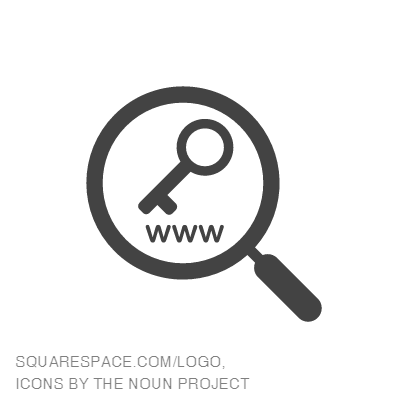 www
SQUARESPACE.COM/LOGO,
ICONS BY THE NOUN PROJECT